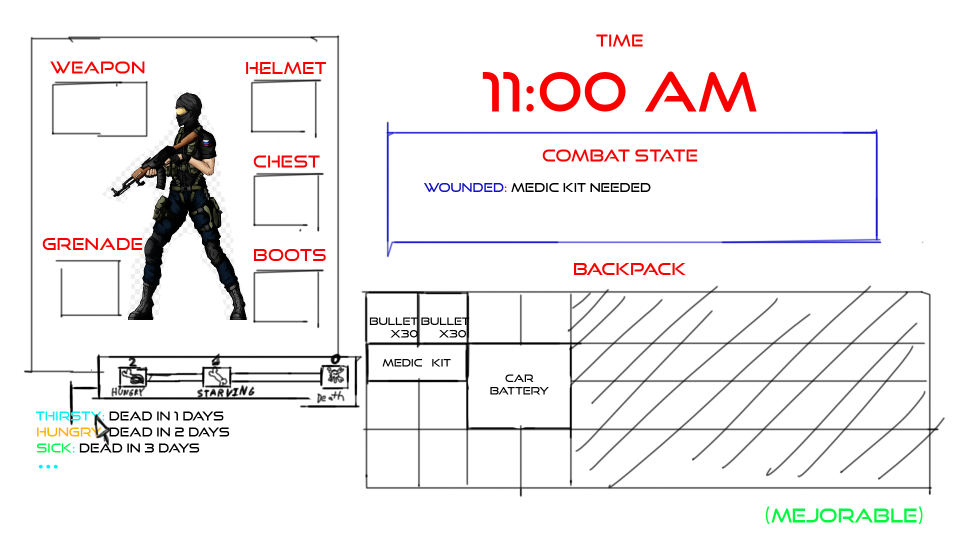 TIME
11:00 AM
WEAPON
HELMET
CHEST
GRENADE
BOOTS
COMBAT STATE
WOUNDED: MEDIC KIT NEEDED
BACKPACK
BULLET X30
BULLET X30
MEDIC KIT
CAR
BATTERY
2
6
0
HUNGRY
STARVING
Death
THIRSTY: DEAD IN 1 DAYS
HUNGRY: DEAD IN 2 DAYS
SICK: DEAD IN 3 DAYS
...
(MEJORABLE)